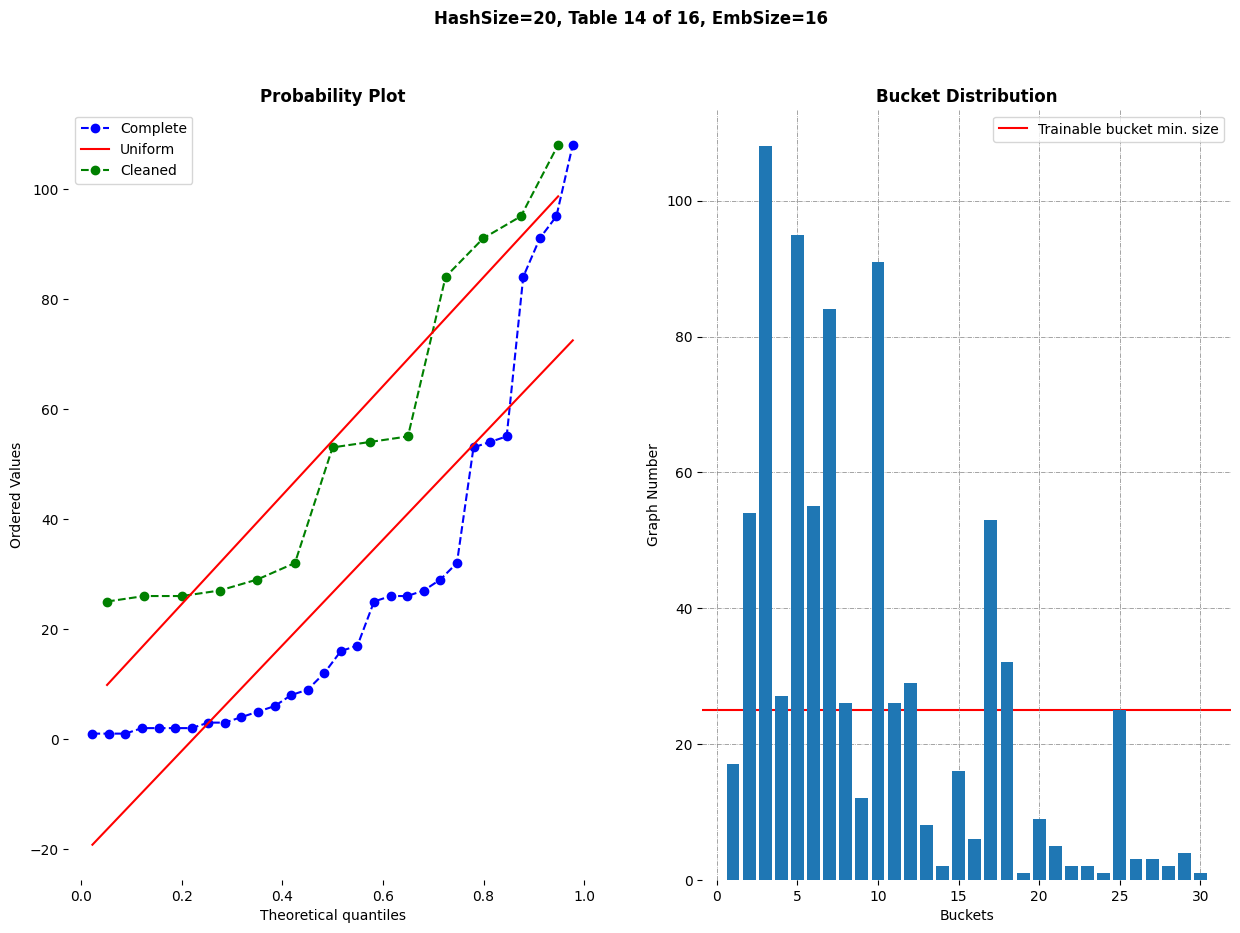 HashSize=20, Table 14 of 16, EmbSize=16
Probability Plot
Complete
Uniform
Cleaned
Ordered Values
100
80
60
40
20
0
−20
0.0 0.2 0.4 0.6 0.8 1.0
Theoretical quantiles
Bucket Distribution
Trainable bucket min. size
Graph Number
100
80
60
40
20
0
0 5 10 15 20 25 30
Buckets